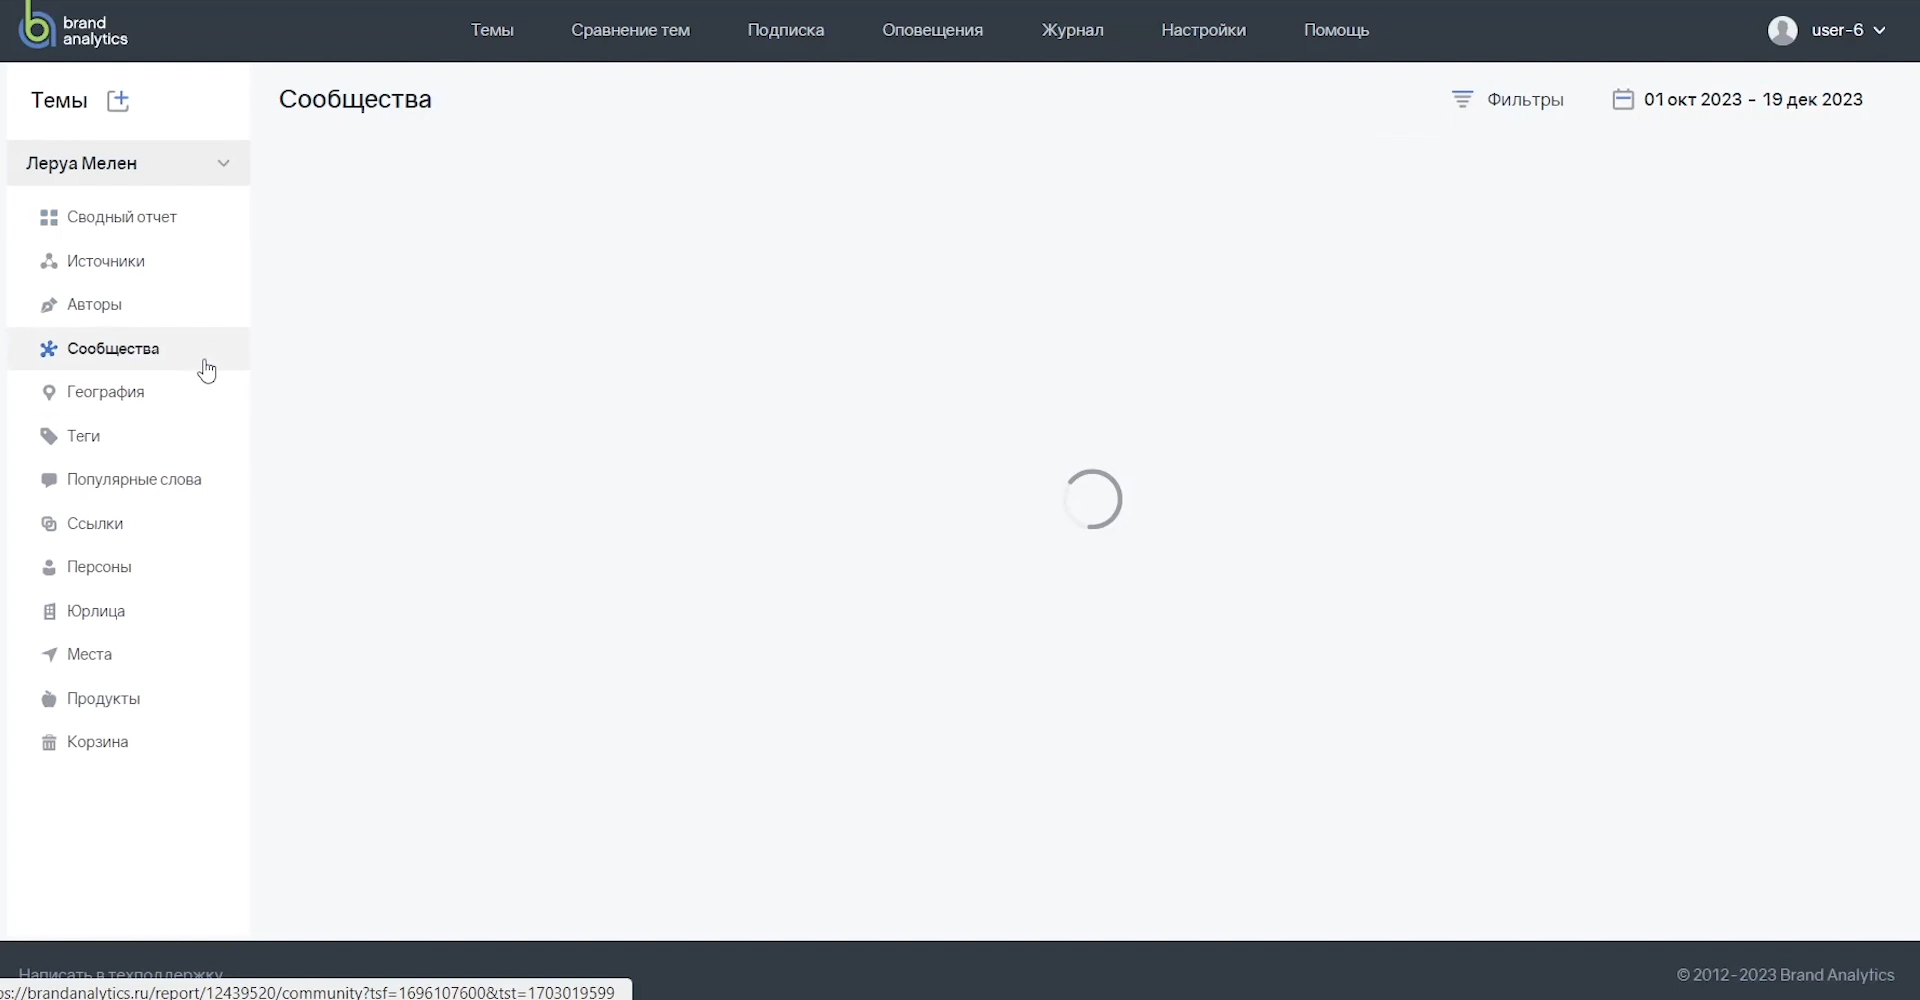 brand
analytics
Темы
Сравнение тем
Подписка
Оповещения
Журнал
Настройки
Помощь
user-6
Темы
Сообщества
Фильтры
01 окт 2023 - 19 дек 2023
Леруа Мелен
Сводный отчет
Источники
Авторы
Сообщества
География
Теги
Популярные слова
Ссылки
Персоны
Юрлица
Места
Продукты
Корзина
Написать в техподдержку
© 2012-2023 Brand Analytics
ps://brandanalytics.ru/report/12439520/community?tsf=1696107600&tst=1703019599